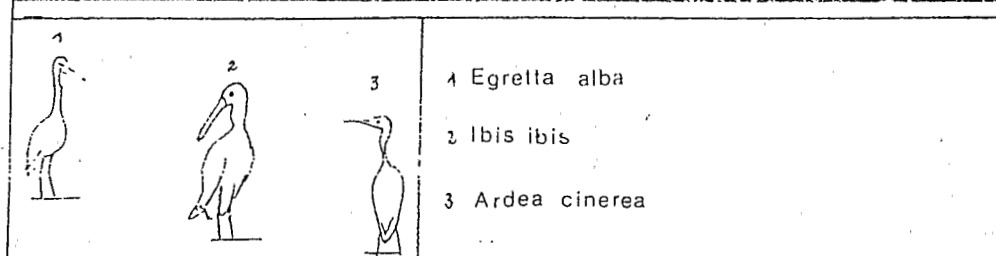 1
2
3
1 Egretta alba
2 Ibis ibis
3 Ardea cinerea